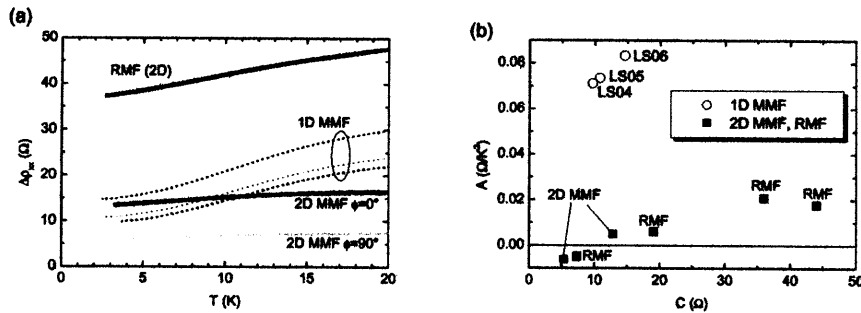 (a)
50
40
30
20
10
0
Δρxx (Ω)
RMF (2D)
1D MMF
2D MMF ϕ=0°
2D MMF ϕ=90°
0 5 10 15 20
T (K)
(b)
0.08
0.06
0.04
0.02
0.00
A (Ω/K²)
LS06
LS05
LS04
1D MMF
2D MMF, RMF
2D MMF
RMF
RMF
RMF
RMF
0 10 20 30 40 50
C (Ω)